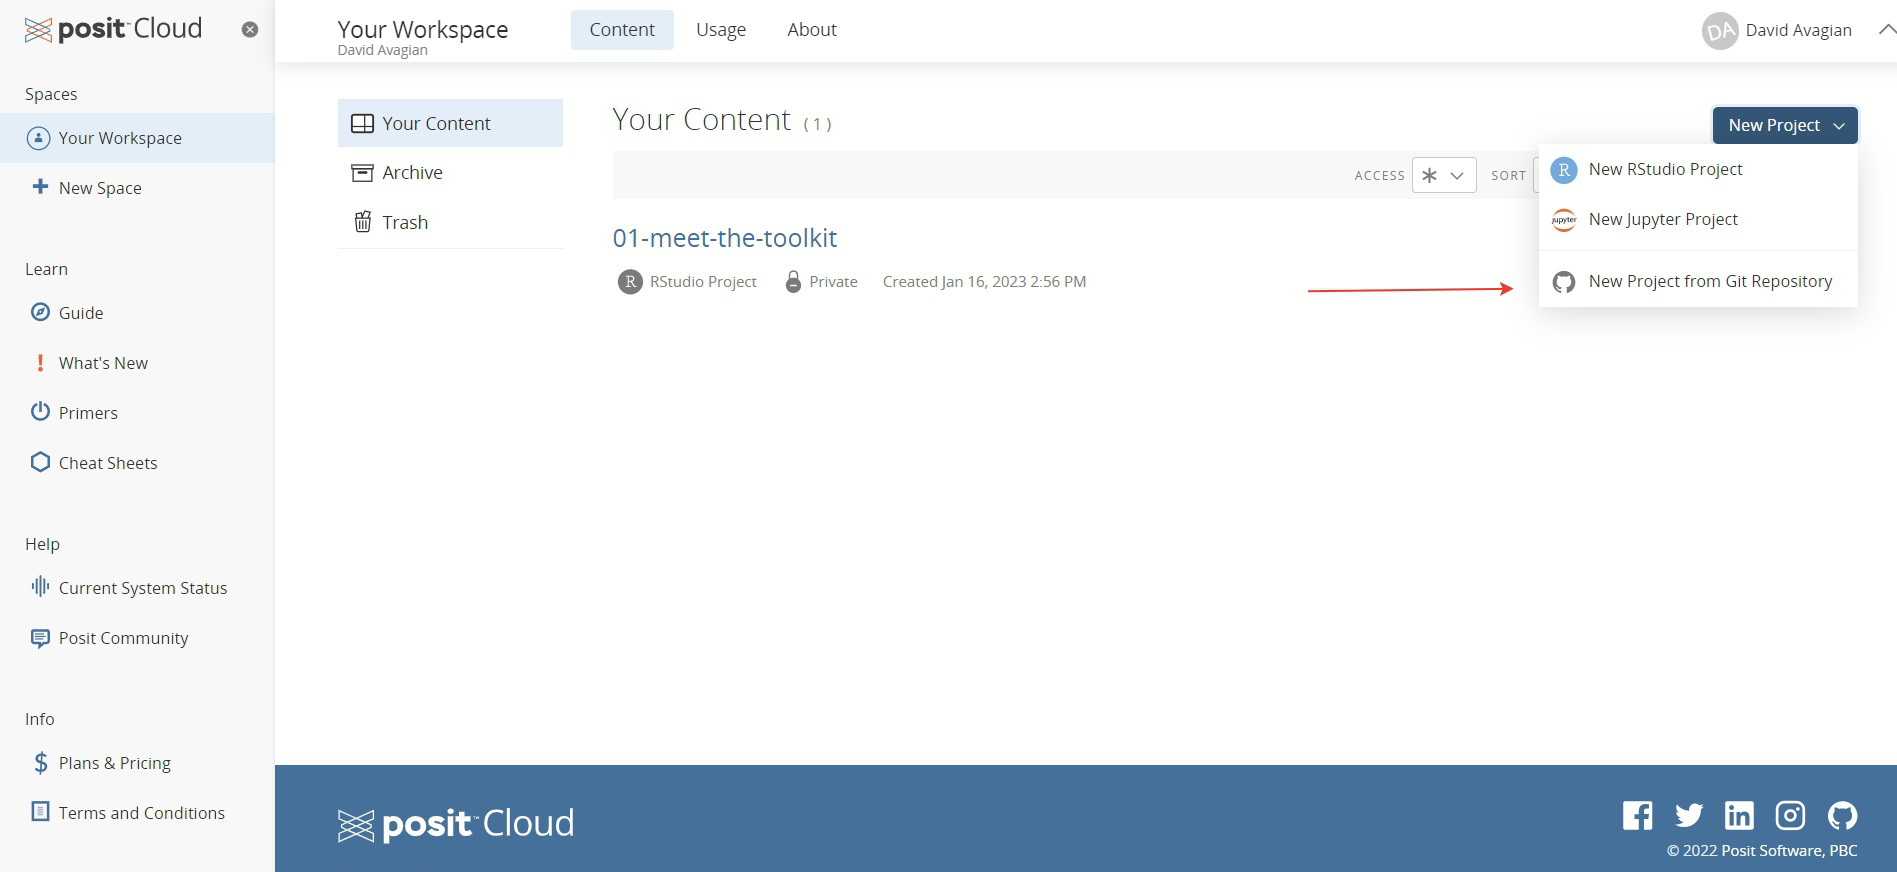 posit Cloud
Spaces
Your Workspace
New Space
Learn
Guide
What's New
Primers
Cheat Sheets
Help
Current System Status
Posit Community
Info
Plans & Pricing
Terms and Conditions
Your Workspace
David Avagian
Content Usage About
DA David Avagian
Your Content
Archive
Trash
Your Content (1)
New Project
ACCESS SORT
New RStudio Project
New Jupyter Project
New Project from Git Repository
01-meet-the-toolkit
R RStudio Project Private Created Jan 16, 2023 2:56 PM
posit Cloud
© 2022 Posit Software, PBC